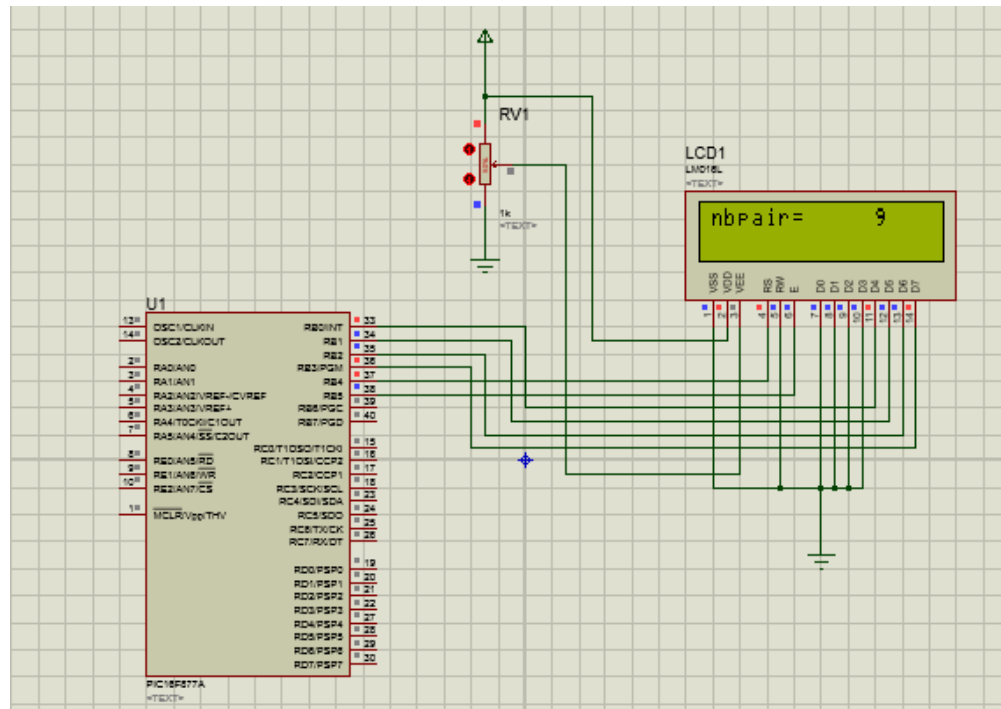 RV1
1k
<TEXT>
LCD1
LM016L
<TEXT>
nbpair= 9
VSS
VDD
VEE
RS
RW
E
D0
D1
D2
D3
D4
D5
D6
D7
1
2
3
4
5
6
7
8
9
10
11
12
13
14
U1
13
OSC1/CLKIN
14
OSC2/CLKOUT
2
RA0/AN0
3
RA1/AN1
4
RA2/AN2/VREF-/CVREF
5
RA3/AN3/VREF+
6
RA4/T0CKI/C1OUT
7
RA5/AN4/SS/C2OUT
8
RE0/AN5/RD
9
RE1/AN6/WR
10
RE2/AN7/CS
1
MCLR/Vpp/THV
RB0/INT
33
RB1
34
RB2
35
RB3/PGM
36
RB4
37
RB5
38
RB6/PGC
39
RB7/PGD
40
RC0/T1OSO/T1CKI
15
RC1/T1OSI/CCP2
16
RC2/CCP1
17
RC3/SCK/SCL
18
RC4/SDI/SDA
23
RC5/SDO
24
RC6/TX/CK
25
RC7/RX/DT
26
RD0/PSP0
19
RD1/PSP1
20
RD2/PSP2
21
RD3/PSP3
22
RD4/PSP4
27
RD5/PSP5
28
RD6/PSP6
29
RD7/PSP7
30
PIC16F877A
<TEXT>